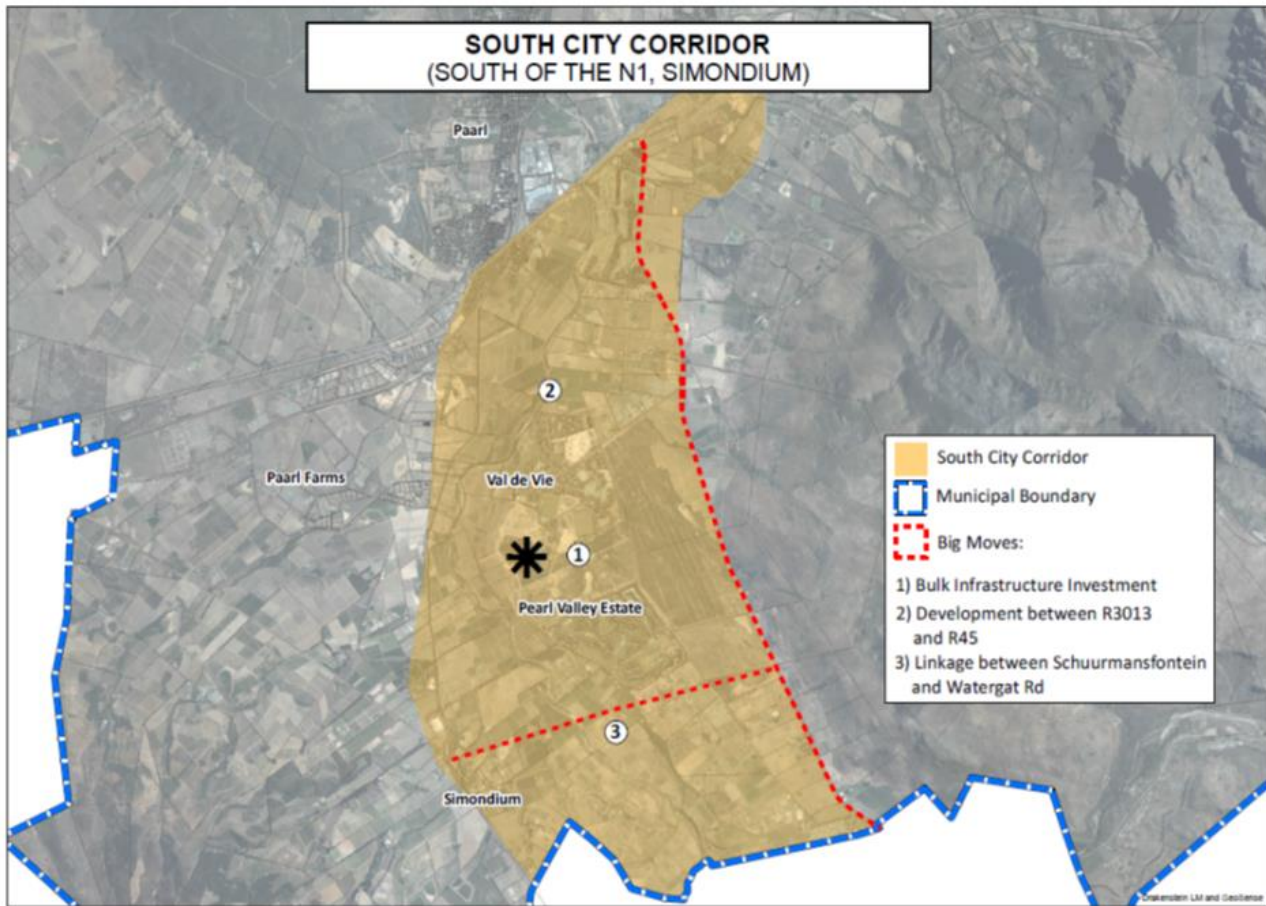 SOUTH CITY CORRIDOR
(SOUTH OF THE N1, SIMONDIUM)
Paarl
2
Paarl Farms
Val de Vie
1
Pearl Valley Estate
3
Simondium
South City Corridor
Municipal Boundary
Big Moves:
1) Bulk Infrastructure Investment
2) Development between R3013
and R45
3) Linkage between Schuurmansfontein
and Watergat Rd
Drakenstein LM and GeoSense